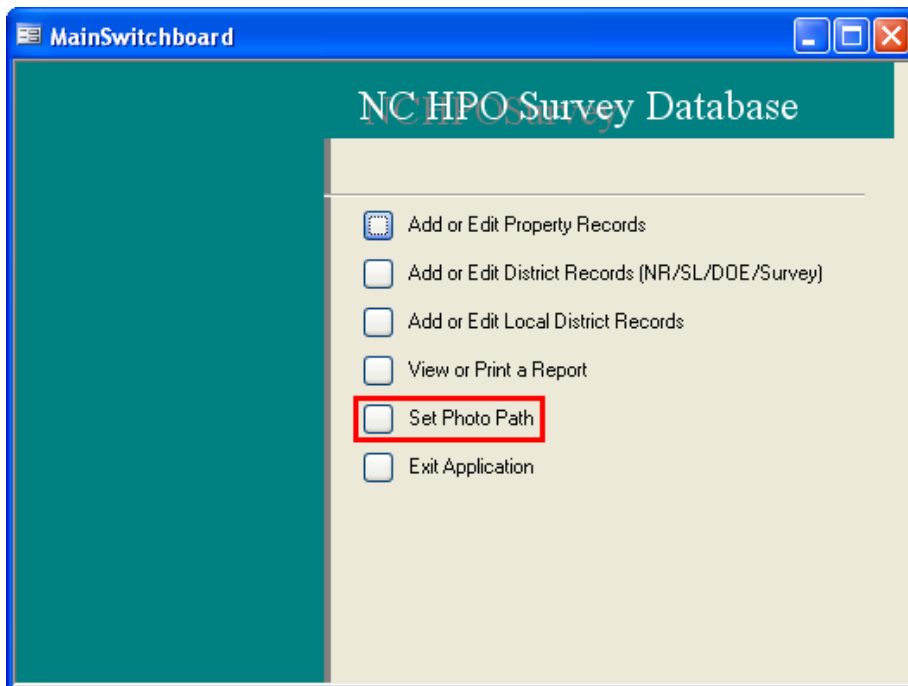 MainSwitchboard
NC HPO Survey Database
NCHPOSurvey
Add or Edit Property Records
Add or Edit District Records (NR/SL/DOE/Survey)
Add or Edit Local District Records
View or Print a Report
Set Photo Path
Exit Application